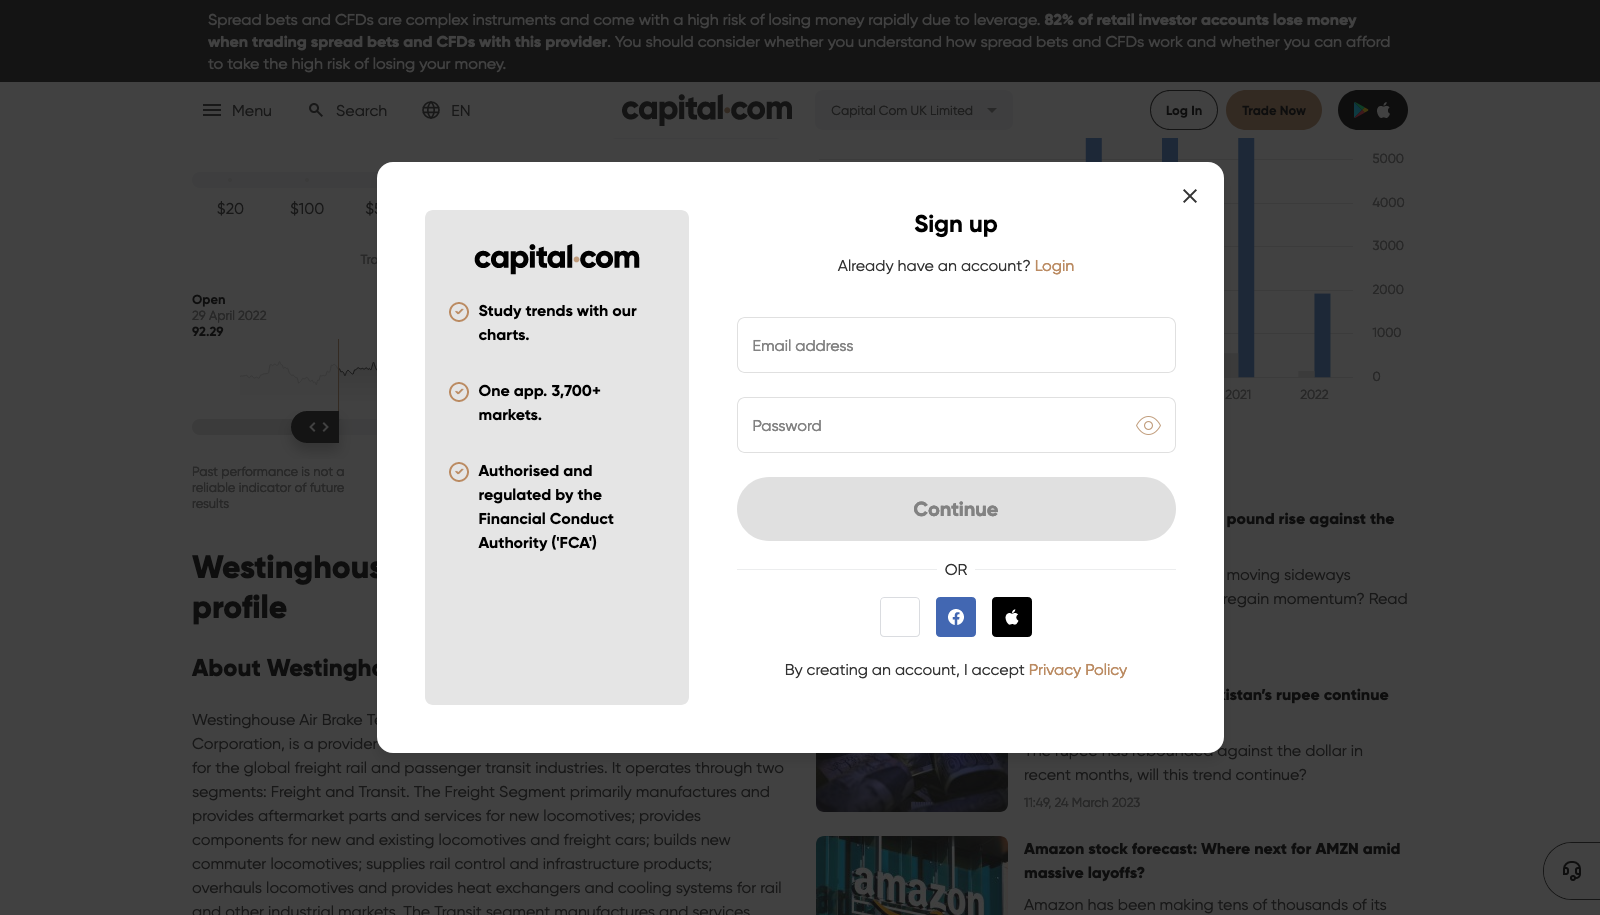 Spread bets and CFDs are complex instruments and come with a high risk of losing money rapidly due to leverage. 82% of retail investor accounts lose money
when trading spread bets and CFDs with this provider. You should consider whether you understand how spread bets and CFDs work and whether you can afford
to take the high risk of losing your money.
Menu
Search
EN
capital.com
Capital Com UK Limited
Log In
Trade Now
$20
$100
Open
29 April 2022
92.29
Past performance is not a
reliable indicator of future
results
5000
4000
3000
2000
1000
0
2021
2022
capital.com
Study trends with our
charts.
One app. 3,700+
markets.
Authorised and
regulated by the
Financial Conduct
Authority ('FCA')
Sign up
Already have an account? Login
Email address
Password
Continue
OR
By creating an account, I accept Privacy Policy
profile
About
Westinghouse Air Brake
Corporation, is a
for the global freight rail and passenger transit industries. It operates through two
segments: Freight and Transit. The Freight Segment primarily manufactures and
provides aftermarket parts and services for new locomotives; provides
components for new and existing locomotives and freight cars; builds new
commuter locomotives; supplies rail control and infrastructure products;
overhauls locomotives and provides heat exchangers and cooling systems for rail
and other industrial markets. The Transit segment manufactures and services
pound rise against the
moving sideways
regain momentum? Read
rupee continue
The rupee has rebounded against the dollar in
recent months, will this trend continue?
11:49, 24 March 2023
amazon
Amazon stock forecast: Where next for AMZN amid
massive layoffs?
Amazon has been making tens of thousands of its